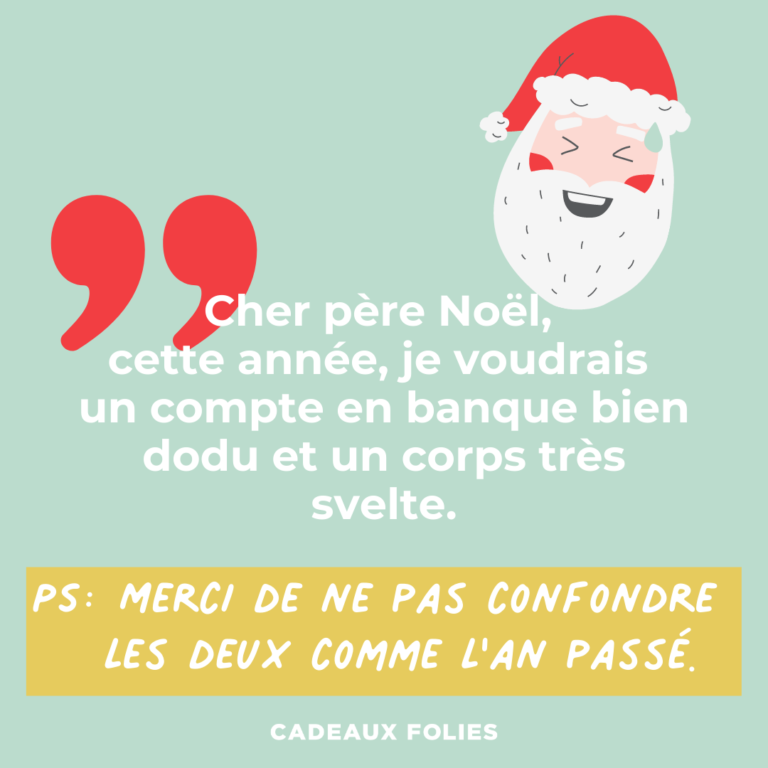 Cher père Noël,
cette année, je voudrais
un compte en banque bien
dodu et un corps très
svelte.
PS: MERCI DE NE PAS CONFONDRE
LES DEUX COMME L'AN PASSÉ.
CADEAUX FOLIES